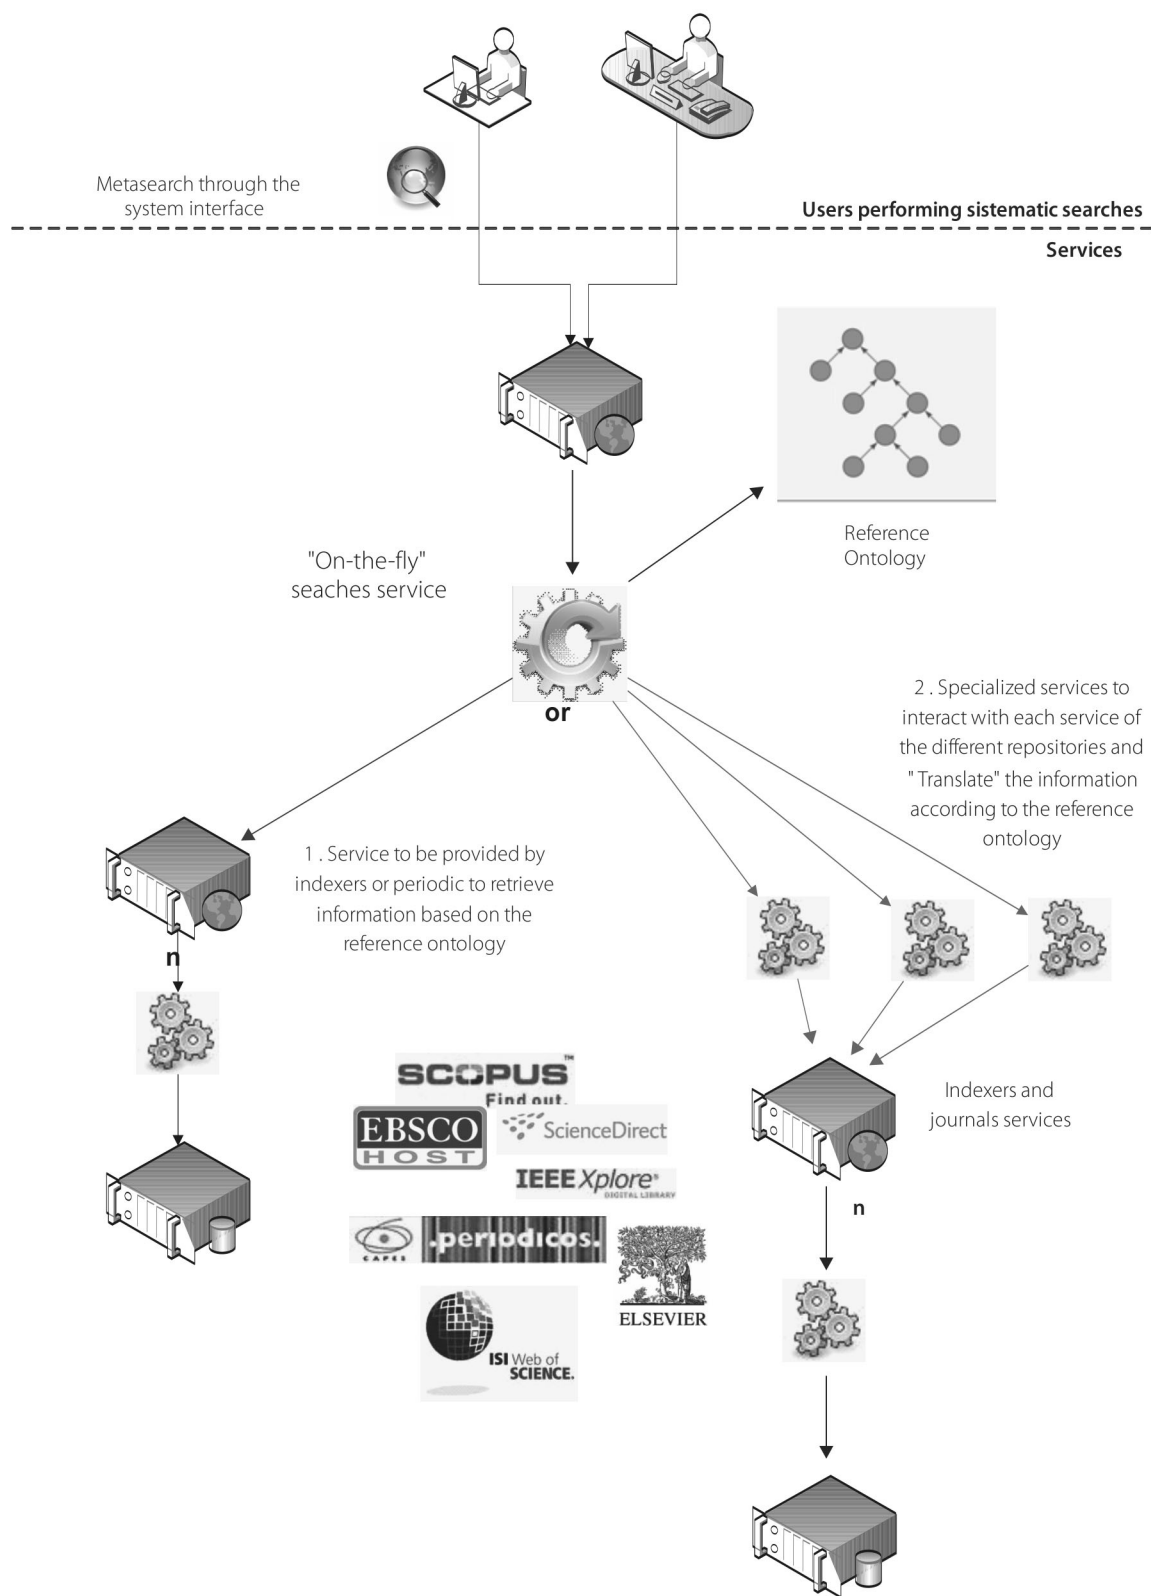 Metasearch through the
system interface
Users performing sistematic searches
Services
Reference
Ontology
"On-the-fly"
seaches service
or
2 . Specialized services to
interact with each service of
the different repositories and
" Translate" the information
according to the reference
ontology
1 . Service to be provided by
indexers or periodic to retrieve
information based on the
reference ontology
n
SCOPUS™
Find out.
EBSCO
HOST
ScienceDirect
IEEE Xplore®
DIGITAL LIBRARY
CAPES
.periodicos.
ELSEVIER
ISI Web of
SCIENCE.
Indexers and
journals services
n